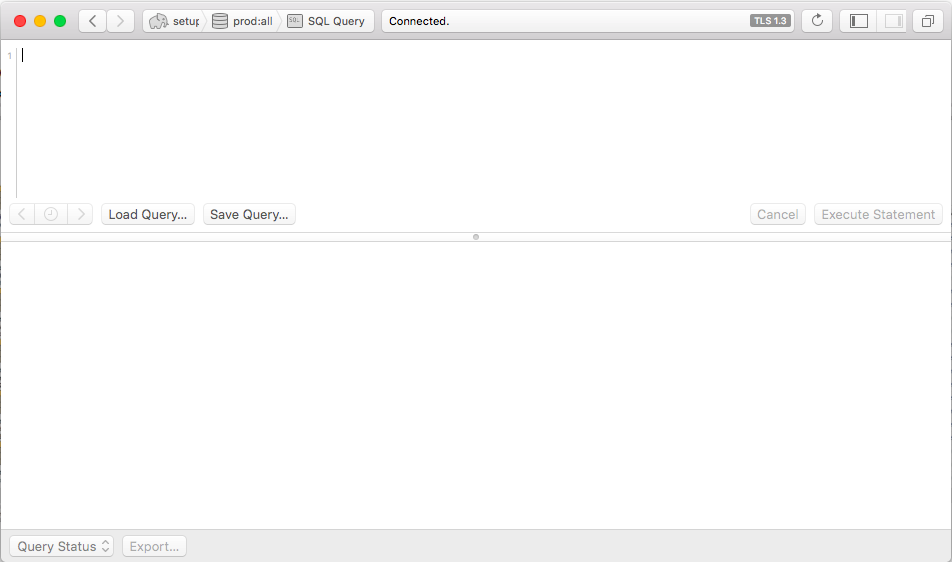 setup prod:all SQL Query Connected. TLS 1.3
1
Load Query... Save Query... Cancel Execute Statement
Query Status Export...